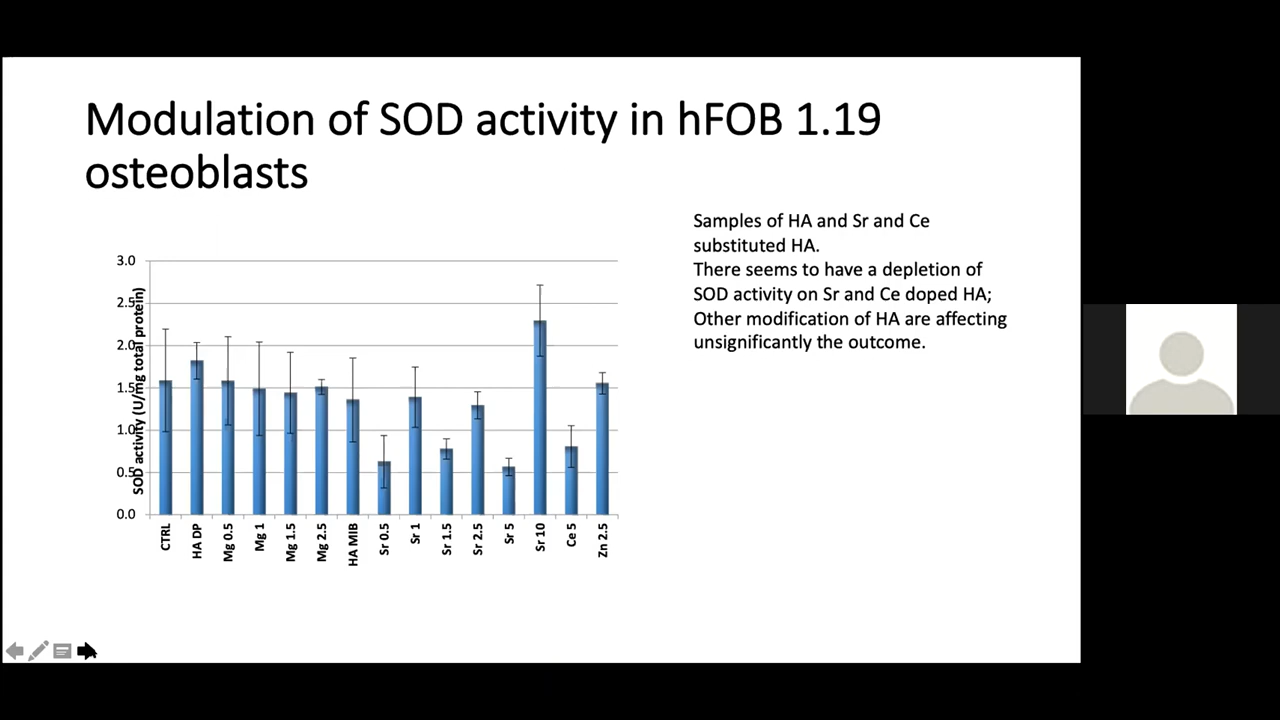 Modulation of SOD activity in hFOB 1.19
osteoblasts
Samples of HA and Sr and Ce
substituted HA.
There seems to have a depletion of
SOD activity on Sr and Ce doped HA;
Other modification of HA are affecting
unsignificantly the outcome.
SOD activity (U/mg total protein)
3.0
2.5
2.0
1.5
1.0
0.5
0.0
CTRL
HA DP
Mg 0.5
Mg 1
Mg 1.5
Mg 2.5
HA MIB
Sr 0.5
Sr 1
Sr 1.5
Sr 2.5
Sr 5
Sr 10
Ce 5
Zn 2.5